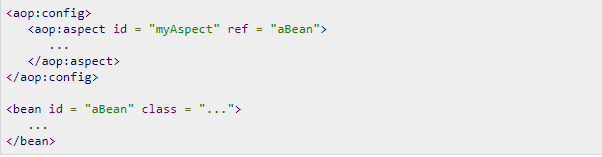 <aop:config>
   <aop:aspect id = "myAspect" ref = "aBean">
      ...
   </aop:aspect>
</aop:config>

<bean id = "aBean" class = "...">
   ...
</bean>